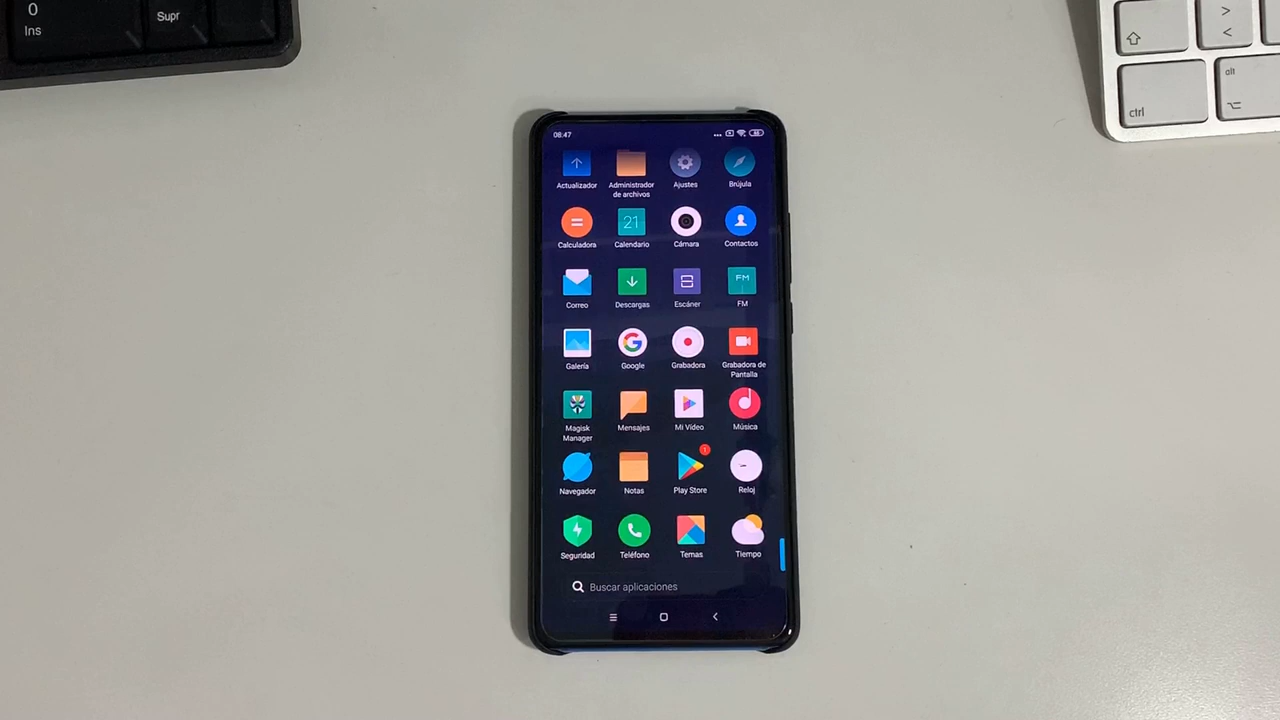 0
Ins
Supr
>
<
alt
ctrl
08:47
Actualizador
Administrador
de archivos
Ajustes
Brújula
Calculadora
21
Calendario
Cámara
Contactos
Correo
Descargas
Escáner
FM
FM
Galería
G
Google
Grabadora
Grabadora de
Pantalla
Magisk
Manager
Mensajes
Mi Vídeo
Música
Navegador
Notas
1
Play Store
Reloj
Seguridad
Teléfono
Temas
Tiempo
Buscar aplicaciones